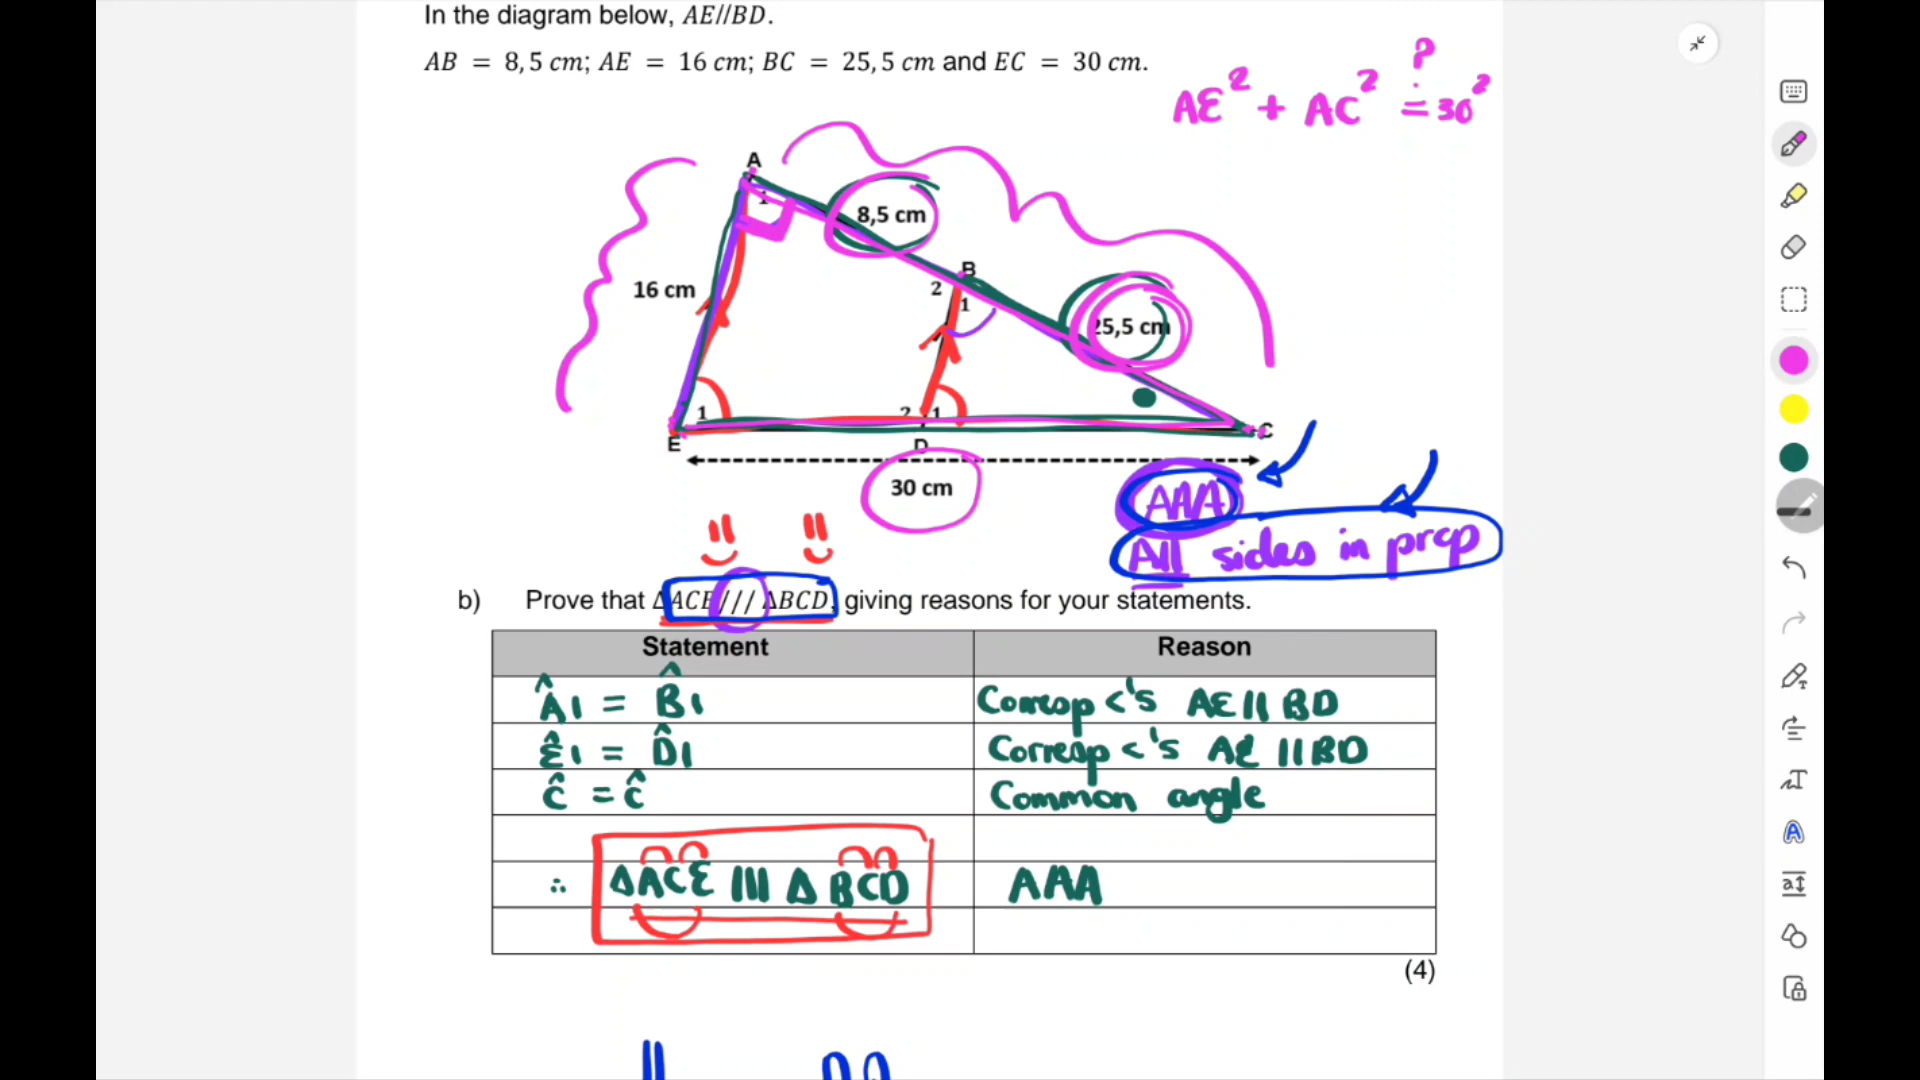 In the diagram below, AE//BD.
AB = 8,5 cm; AE = 16 cm; BC = 25,5 cm and EC = 30 cm.
AE² + AC² ≟ 30²
A
1
8,5 cm
B
2
1
16 cm
25,5 cm
1
2
1
E
D
C
30 cm
AAA
All sides in prop
b) Prove that ΔACE /// ΔBCD, giving reasons for your statements.
Statement Reason
Â1 = B̂1 Corresp <'s AE || BD
Ê1 = D̂1 Corresp <'s AE || BD
Ĉ = Ĉ Common angle
∴ ΔACE ||| ΔBCD AAA
(4)